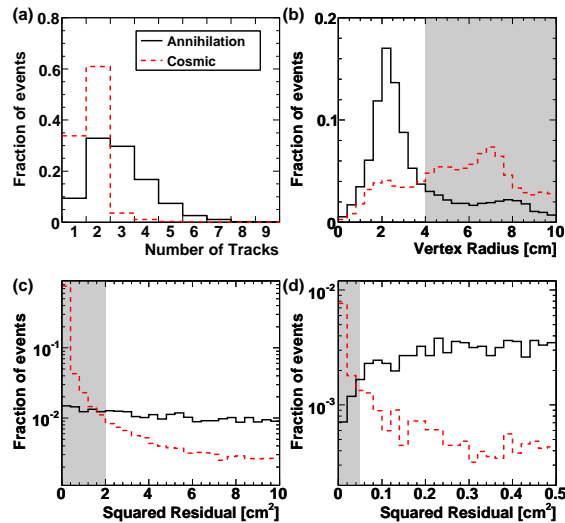 (a)
Annihilation
Cosmic
Fraction of events
0.8
0.6
0.4
0.2
0
1 2 3 4 5 6 7 8 9
Number of Tracks
(b)
Fraction of events
0.2
0.1
0
0 2 4 6 8 10
Vertex Radius [cm]
(c)
Fraction of events
10-1
10-2
0 2 4 6 8 10
Squared Residual [cm2]
(d)
Fraction of events
10-2
10-3
0 0.1 0.2 0.3 0.4 0.5
Squared Residual [cm2]